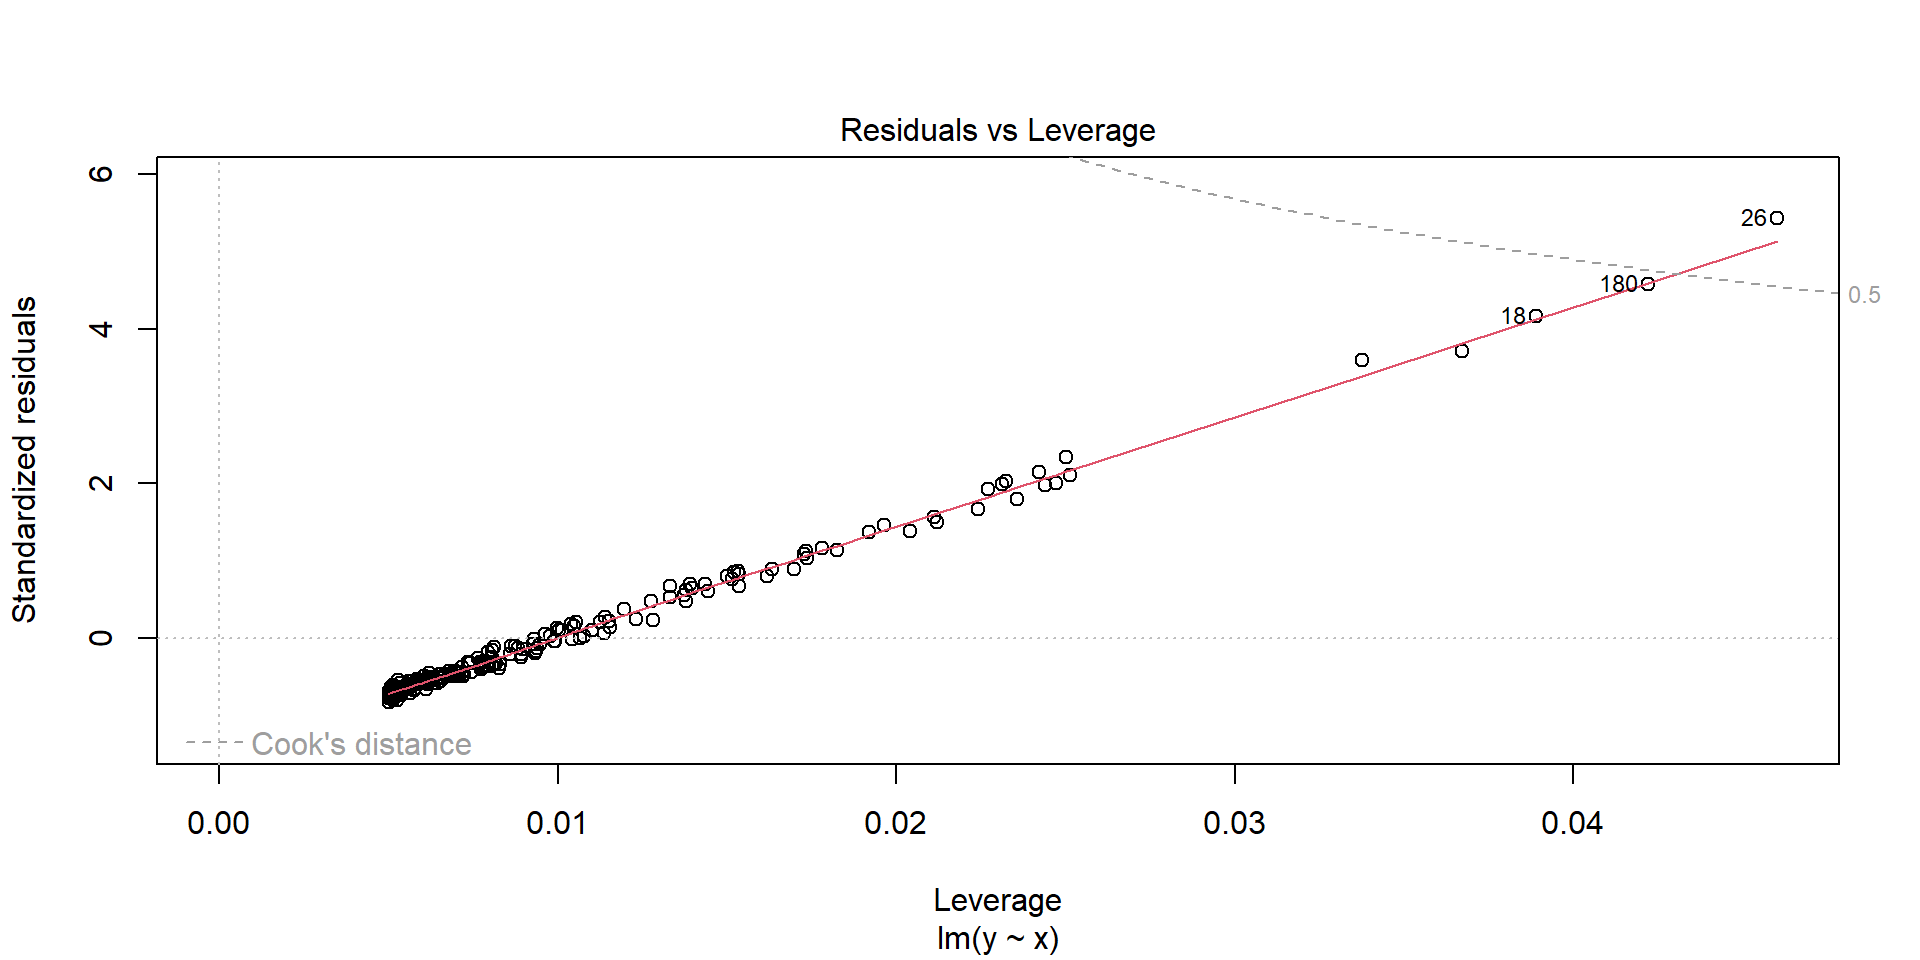 Residuals vs Leverage
Standardized residuals
6
4
2
0
26
180
18
0.5
Cook's distance
0.00
0.01
0.02
0.03
0.04
Leverage
lm(y ~ x)